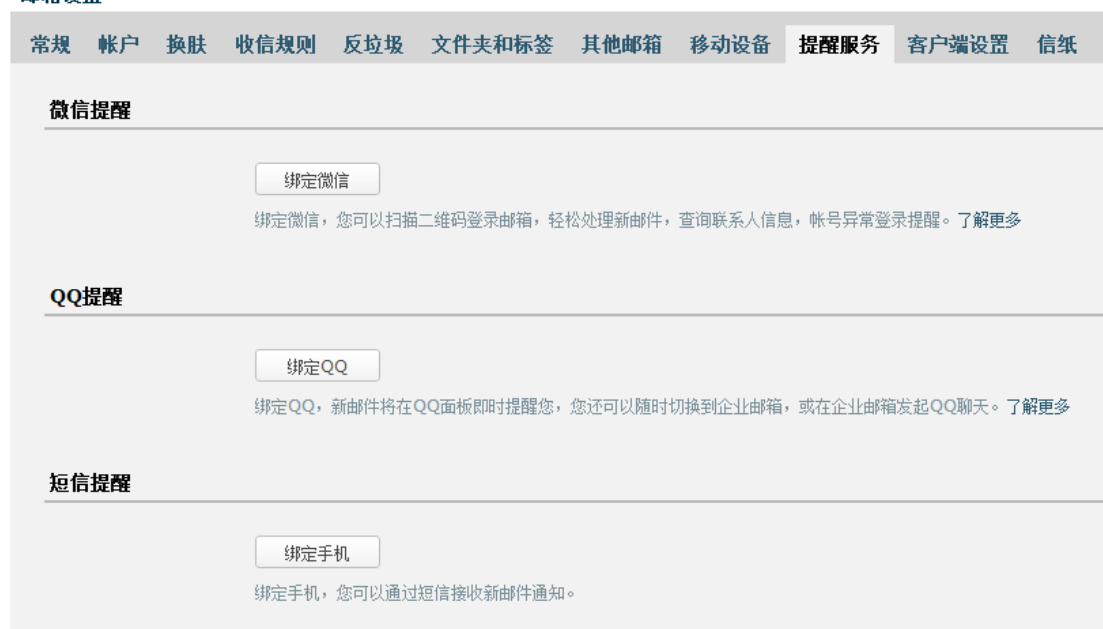 常规 帐户 换肤 收信规则 反垃圾 文件夹和标签 其他邮箱 移动设备 提醒服务 客户端设置 信纸
微信提醒
绑定微信
绑定微信，您可以扫描二维码登录邮箱，轻松处理新邮件，查询联系人信息，帐号异常登录提醒。了解更多
QQ提醒
绑定QQ
绑定QQ，新邮件将在QQ面板即时提醒您，您还可以随时切换到企业邮箱，或在企业邮箱发起QQ聊天。了解更多
短信提醒
绑定手机
绑定手机，您可以通过短信接收新邮件通知。